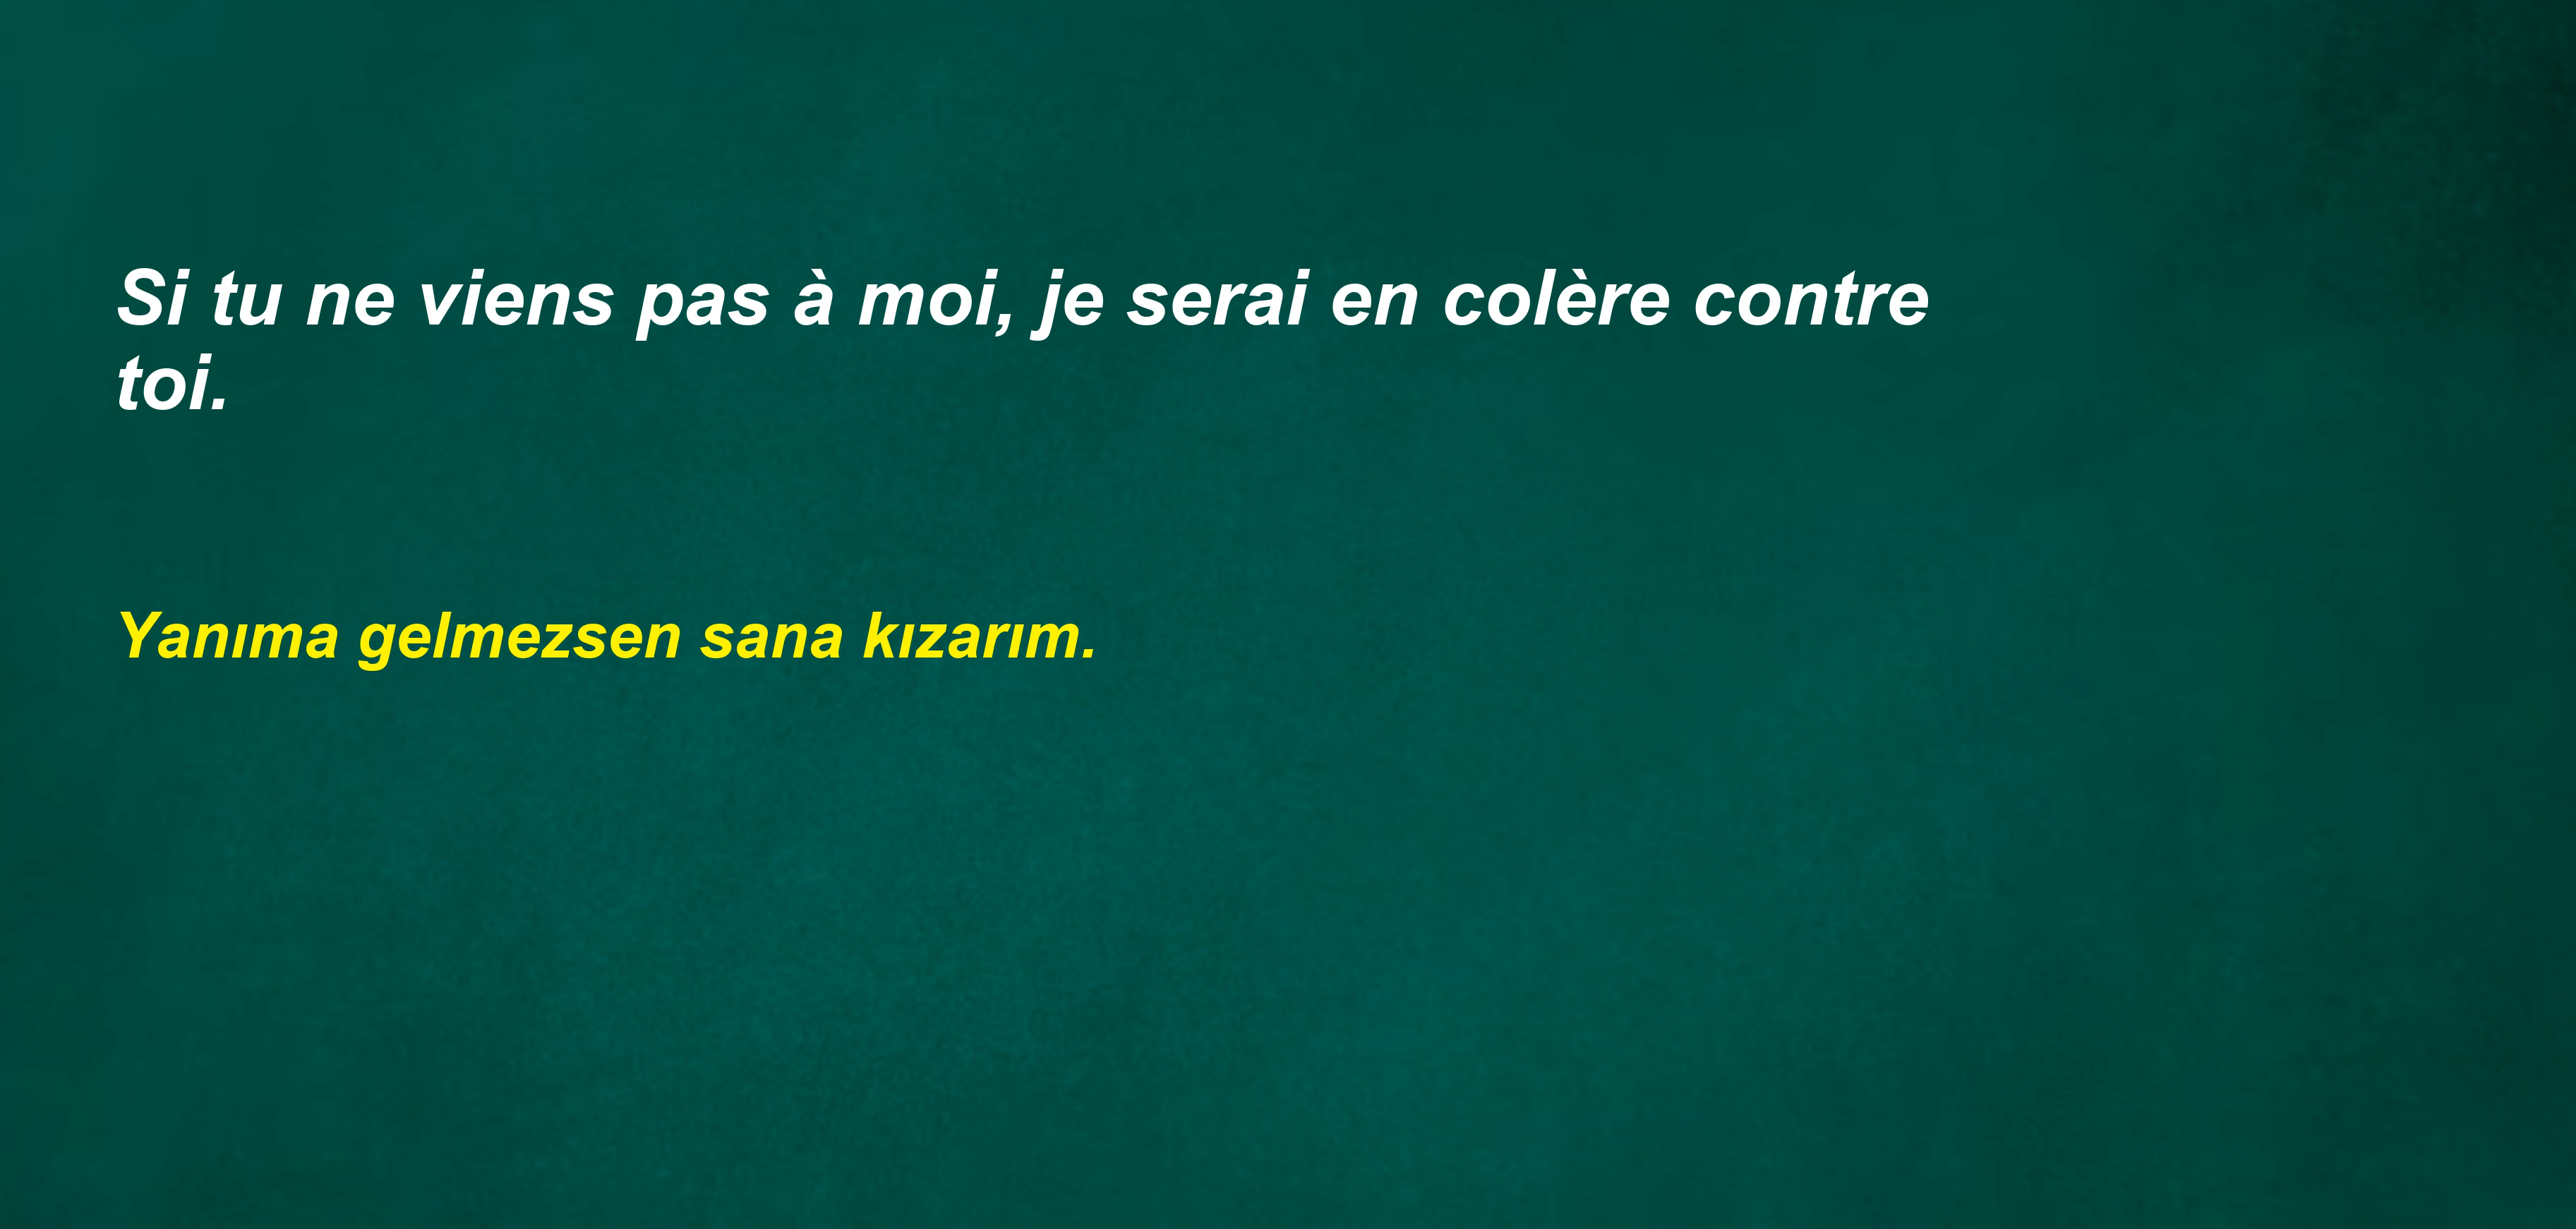 Si tu ne viens pas à moi, je serai en colère contre
toi.
Yanıma gelmezsen sana kızarım.